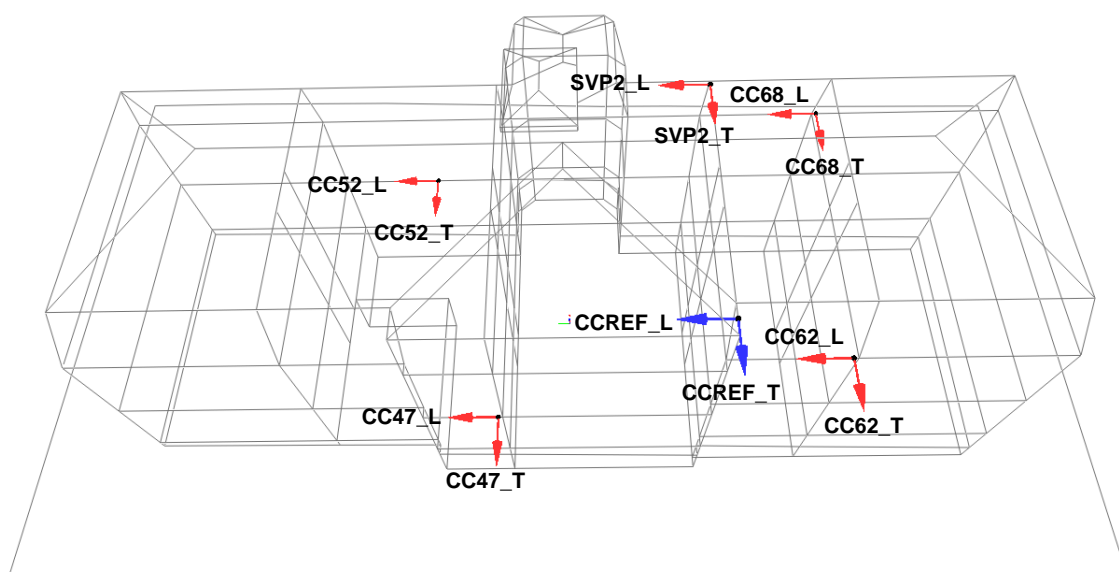 SVP2_L
CC68_L
SVP2_T
CC68_T
CC52_L
CC52_T
CCREF_L
CC62_L
CCREF_T
CC47_L
CC62_T
CC47_T